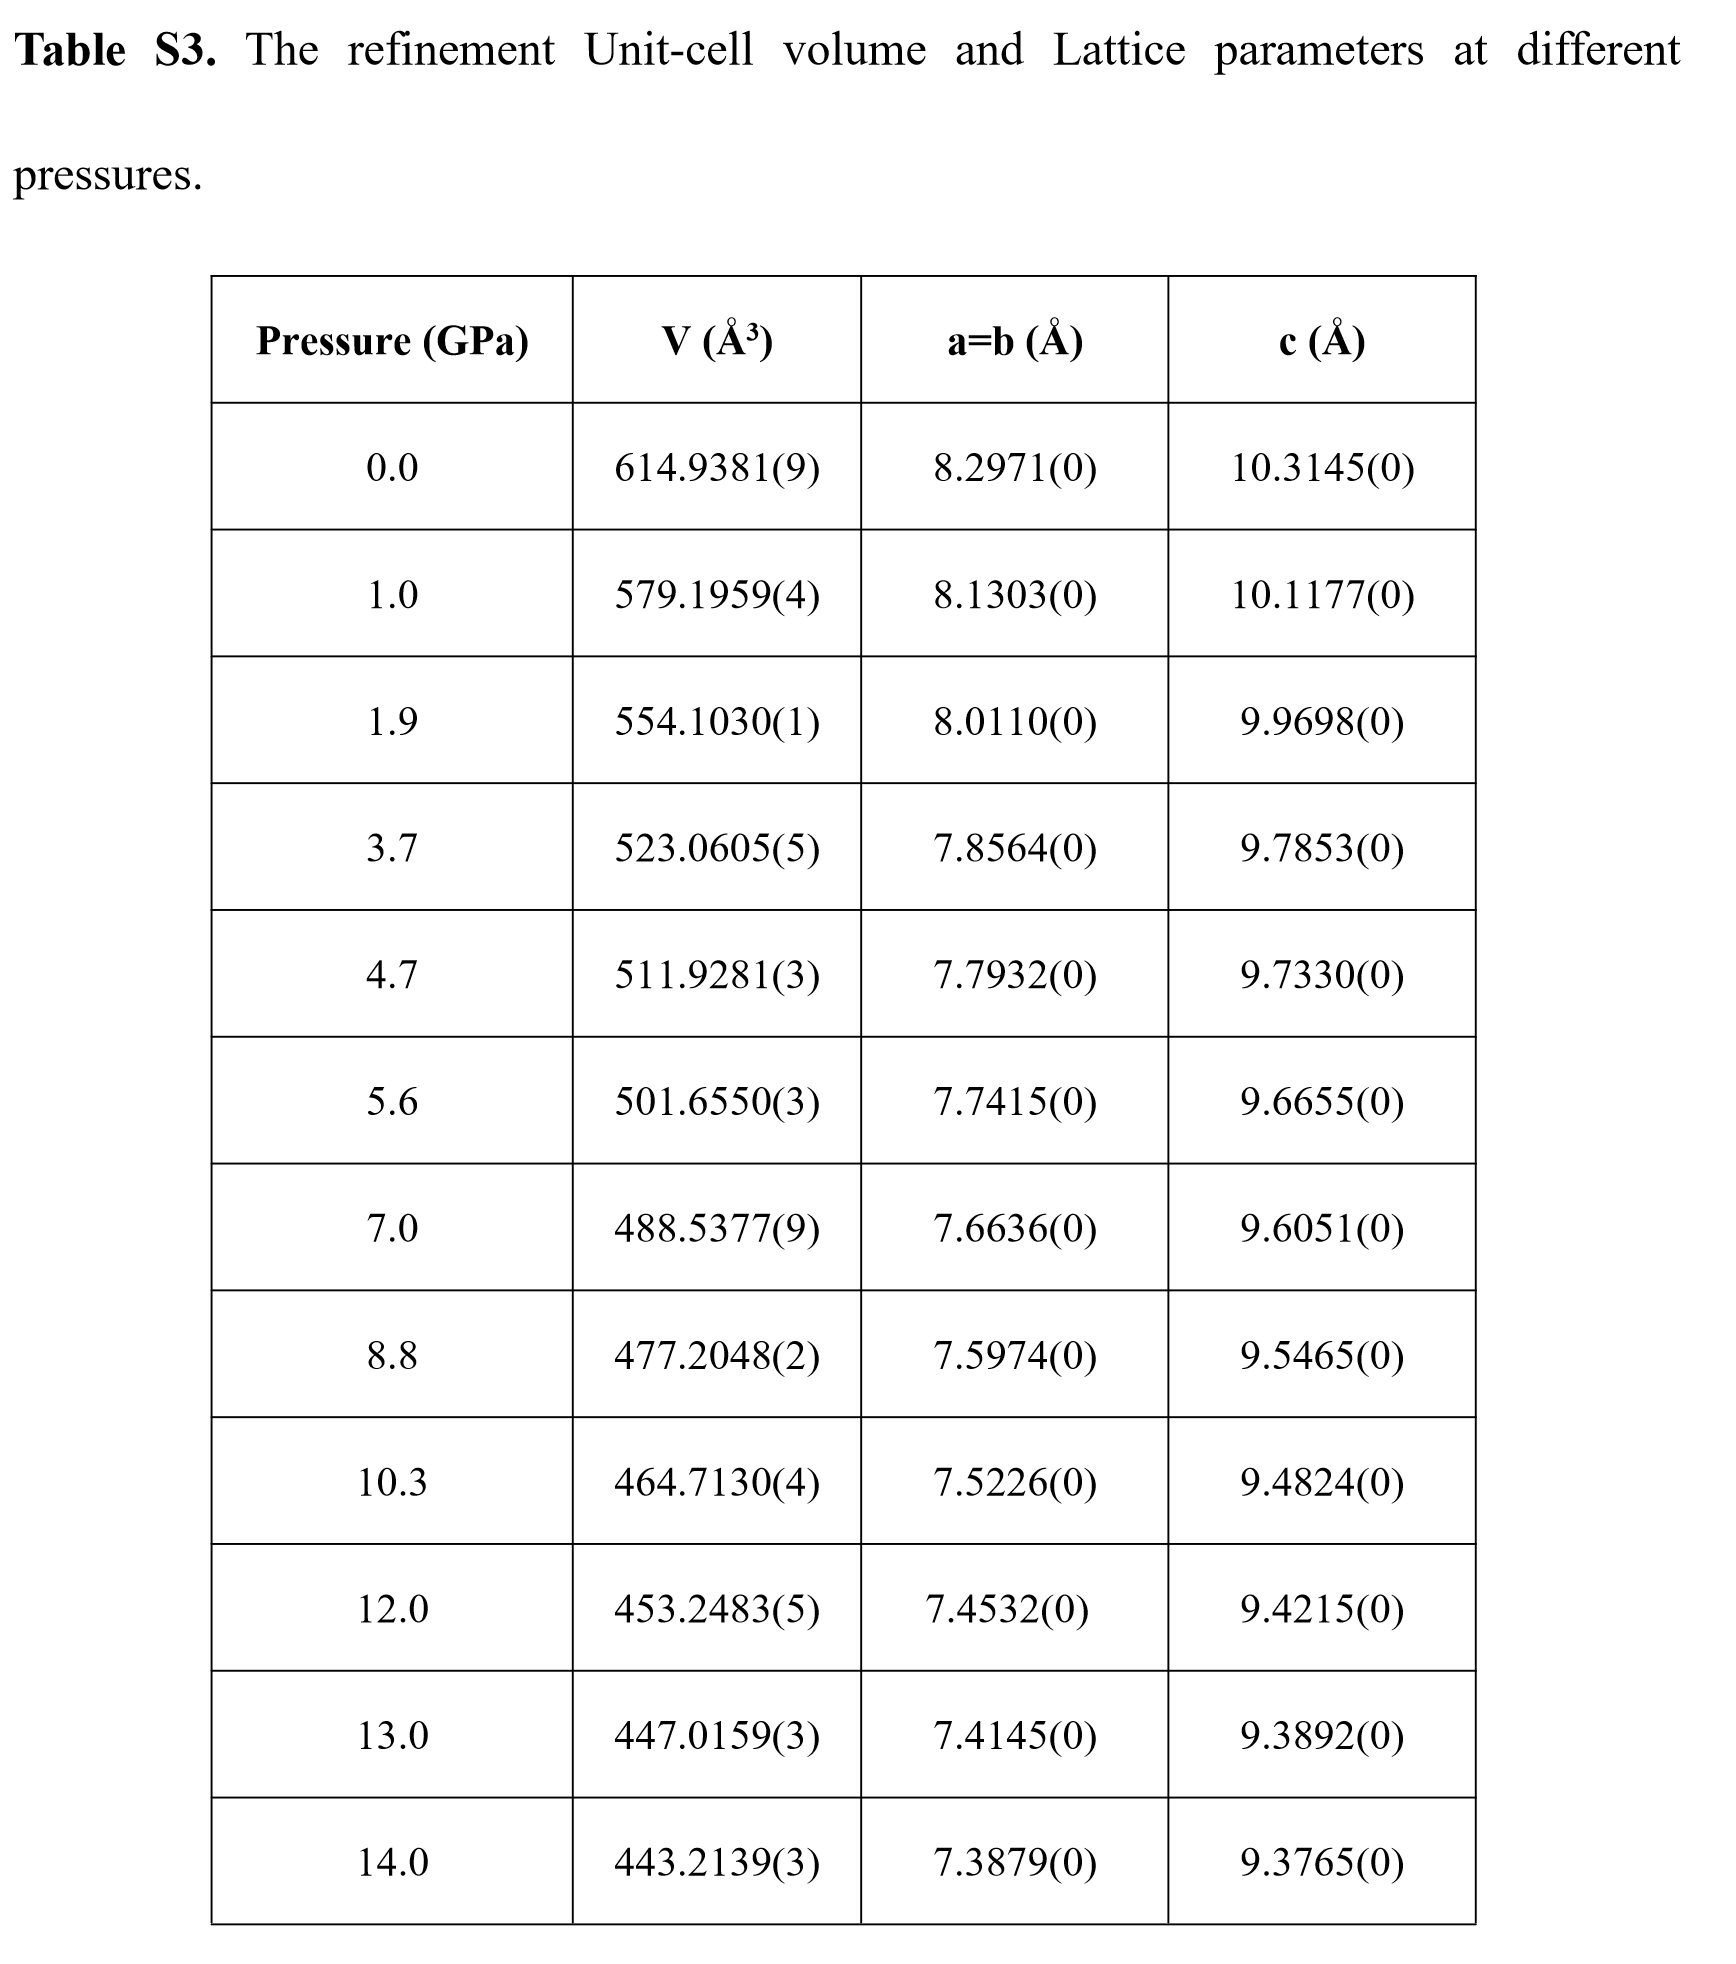 Table S3. The refinement Unit-cell volume and Lattice parameters at different
pressures.
Pressure (GPa) V (Å³) a=b (Å) c (Å)
0.0 614.9381(9) 8.2971(0) 10.3145(0)
1.0 579.1959(4) 8.1303(0) 10.1177(0)
1.9 554.1030(1) 8.0110(0) 9.9698(0)
3.7 523.0605(5) 7.8564(0) 9.7853(0)
4.7 511.9281(3) 7.7932(0) 9.7330(0)
5.6 501.6550(3) 7.7415(0) 9.6655(0)
7.0 488.5377(9) 7.6636(0) 9.6051(0)
8.8 477.2048(2) 7.5974(0) 9.5465(0)
10.3 464.7130(4) 7.5226(0) 9.4824(0)
12.0 453.2483(5) 7.4532(0) 9.4215(0)
13.0 447.0159(3) 7.4145(0) 9.3892(0)
14.0 443.2139(3) 7.3879(0) 9.3765(0)